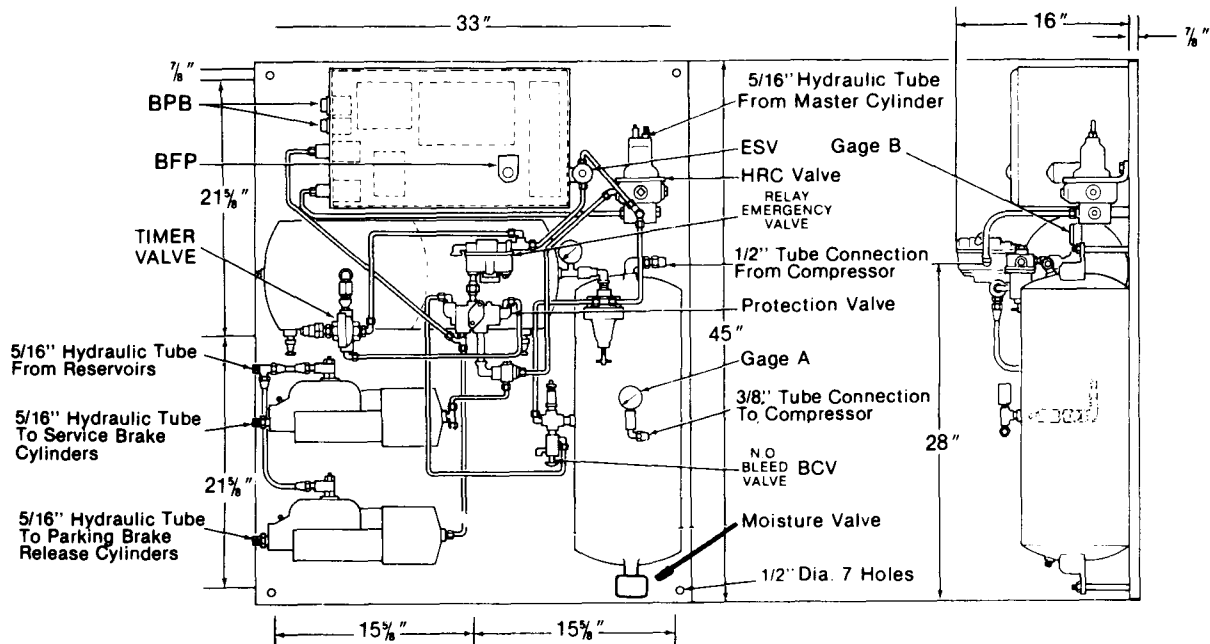 33"
16"
7/8"
7/8"
BPB
BFP
21 5/8"
TIMER
VALVE
5/16" Hydraulic Tube
From Reservoirs
5/16" Hydraulic Tube
To Service Brake
Cylinders
21 5/8"
5/16" Hydraulic Tube
To Parking Brake
Release Cylinders
5/16" Hydraulic Tube
From Master Cylinder
ESV
Gage B
HRC Valve
RELAY
EMERGENCY
VALVE
1/2" Tube Connection
From Compressor
Protection Valve
45"
Gage A
3/8" Tube Connection
To Compressor
28"
N.O
BLEED BCV
VALVE
Moisture Valve
1/2" Dia. 7 Holes
15 5/8"
15 5/8"